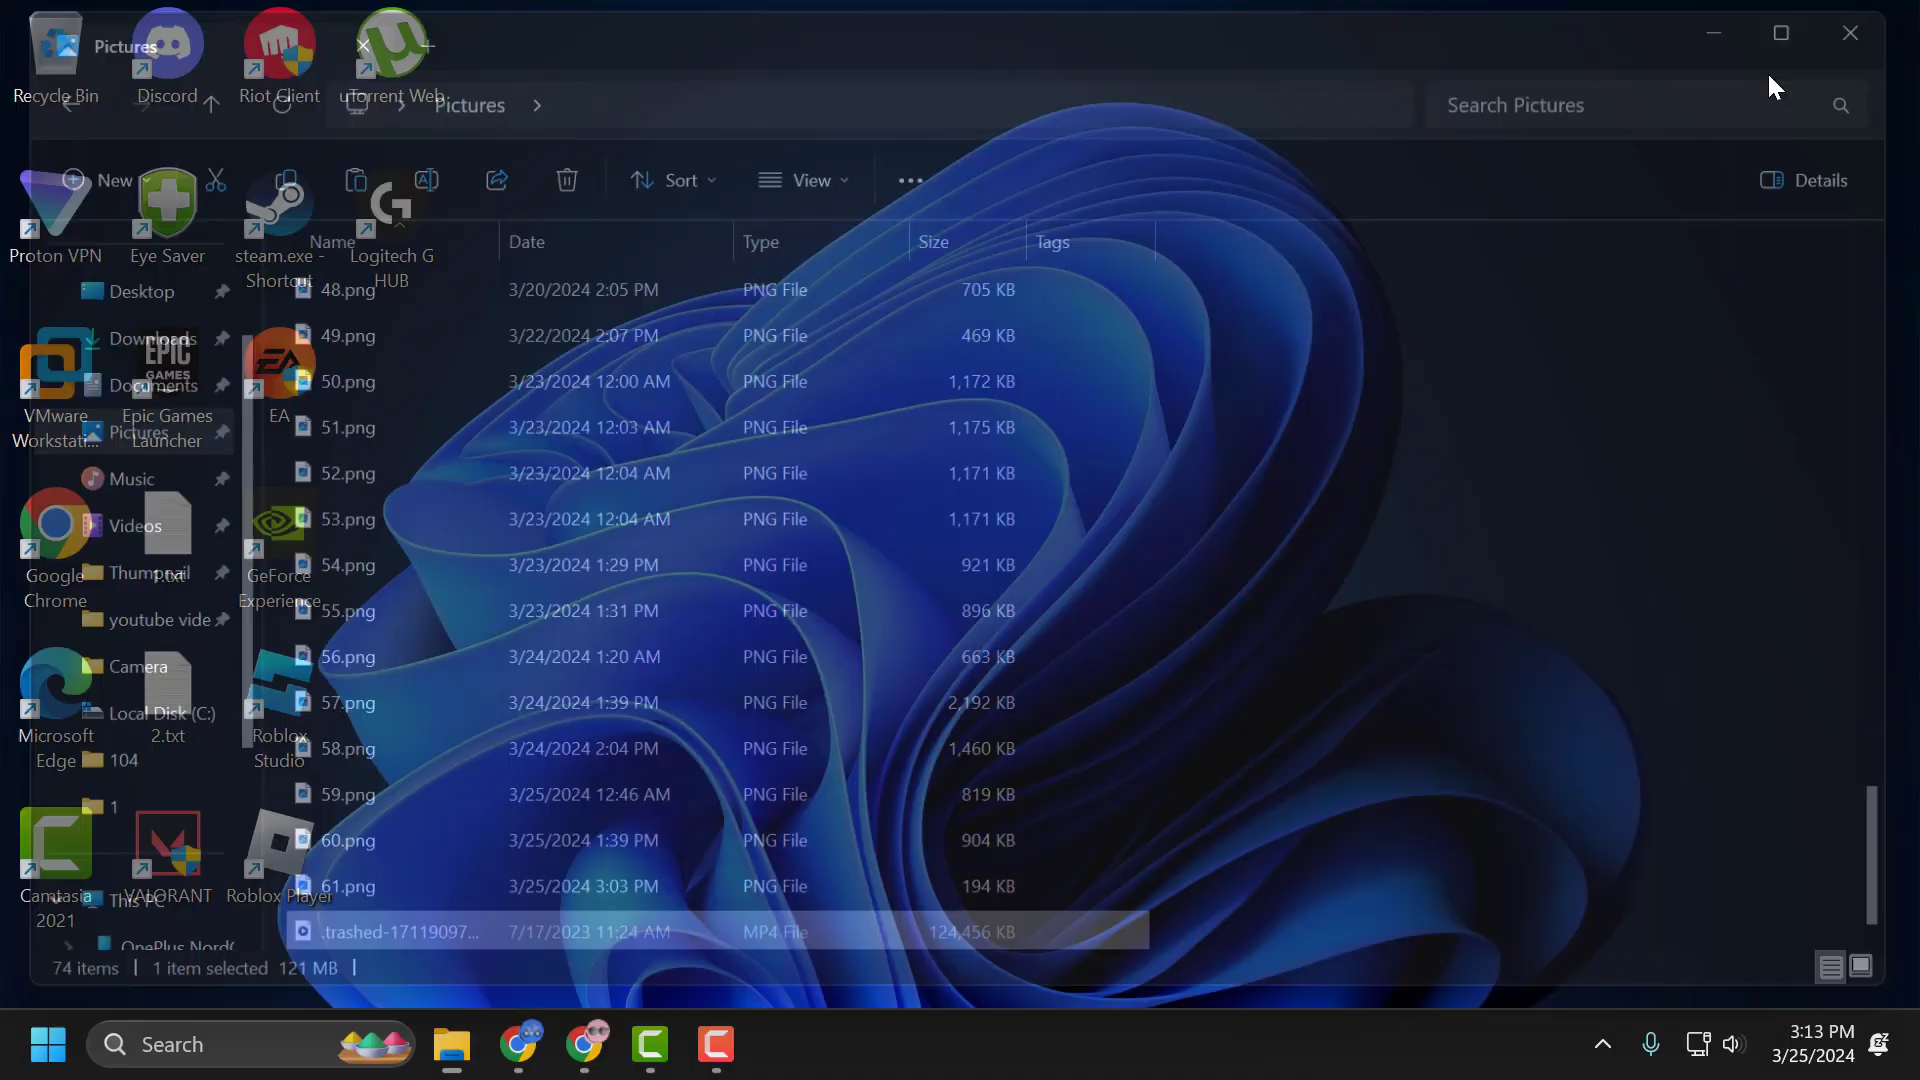 Pictures
Recycle Bin
Discord
Riot Client
uTorrent Web
Pictures
Search Pictures
New
Sort
View
Details
Proton VPN
Eye Saver
steam.exe -
Shortcut
Logitech G
HUB
Name
Date
Type
Size
Tags
Desktop
Downloads
Documents
Pictures
Music
Videos
Thumpnail
youtube vide
Camera
Local Disk (C:)
104
1
This PC
OnePlus Nord(
EPIC
GAMES
EA
VMware
Workstati...
Epic Games
Launcher
EA
Google
Chrome
1.txt
GeForce
Experience
Microsoft
Edge
2.txt
Roblox
Studio
Camtasia
2021
VALORANT
Roblox Player
48.png 3/20/2024 2:05 PM PNG File 705 KB
49.png 3/22/2024 2:07 PM PNG File 469 KB
50.png 3/23/2024 12:00 AM PNG File 1,172 KB
51.png 3/23/2024 12:03 AM PNG File 1,175 KB
52.png 3/23/2024 12:04 AM PNG File 1,171 KB
53.png 3/23/2024 12:04 AM PNG File 1,171 KB
54.png 3/23/2024 1:29 PM PNG File 921 KB
55.png 3/23/2024 1:31 PM PNG File 896 KB
56.png 3/24/2024 1:20 AM PNG File 663 KB
57.png 3/24/2024 1:39 PM PNG File 2,192 KB
58.png 3/24/2024 2:04 PM PNG File 1,460 KB
59.png 3/25/2024 12:46 AM PNG File 819 KB
60.png 3/25/2024 1:39 PM PNG File 904 KB
61.png 3/25/2024 3:03 PM PNG File 194 KB
.trashed-17119097... 7/17/2023 11:24 AM MP4 File 124,456 KB
74 items | 1 item selected 121 MB |
Search
3:13 PM
3/25/2024